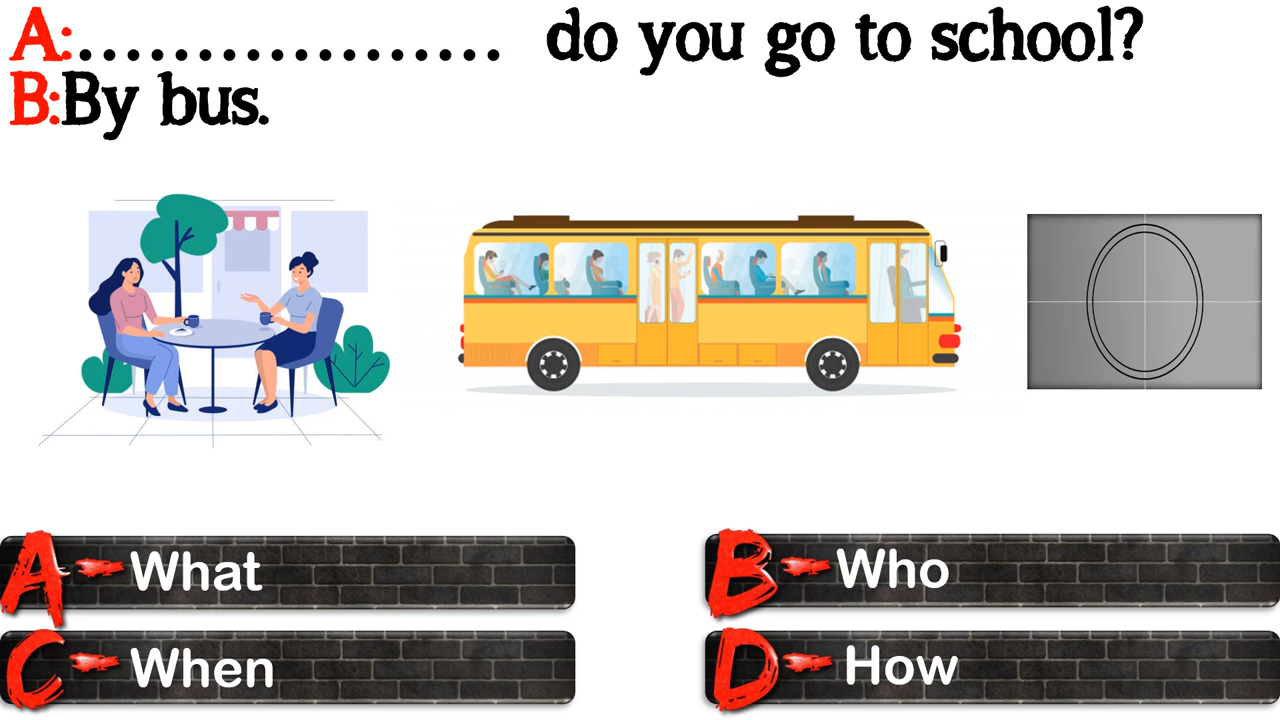 A:.................. do you go to school?
B:By bus.
A- What
B- Who
C- When
D- How